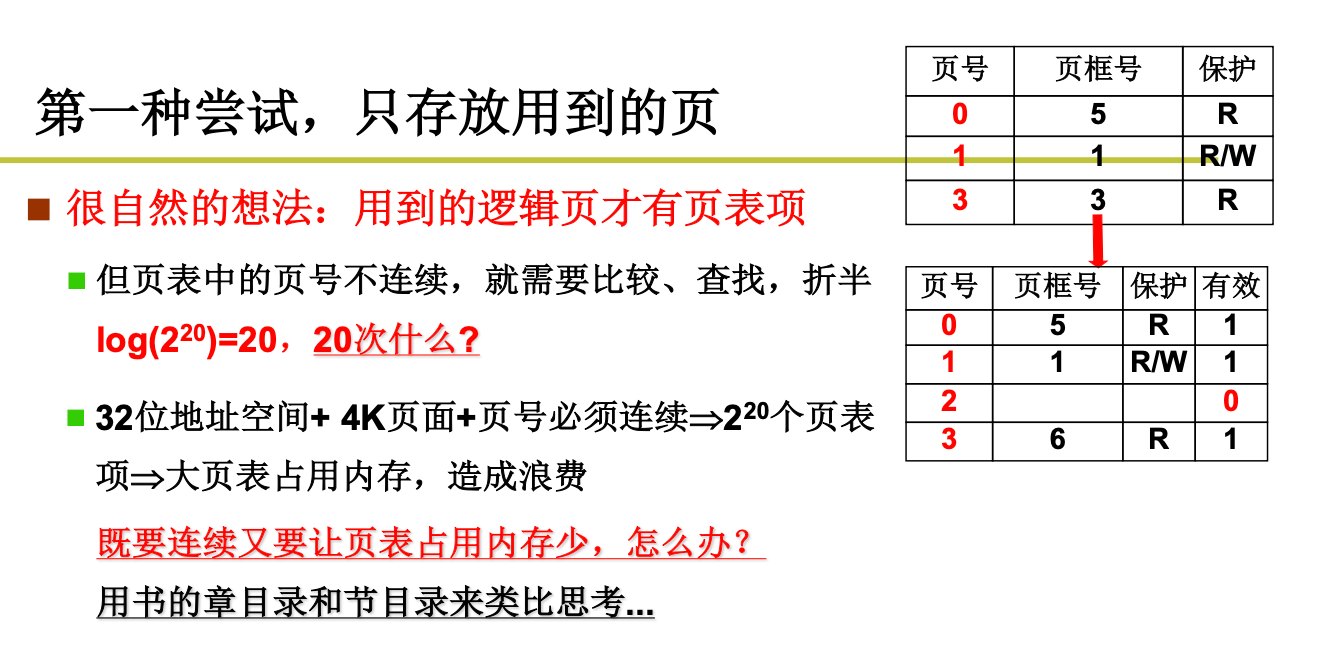 第一种尝试，只存放用到的页
很自然的想法：用到的逻辑页才有页表项
但页表中的页号不连续，就需要比较、查找，折半
log(2²⁰)=20，20次什么?
32位地址空间+ 4K页面+页号必须连续⇒2²⁰个页表
项⇒大页表占用内存，造成浪费
既要连续又要让页表占用内存少，怎么办？
用书的章目录和节目录来类比思考...
页号 页框号 保护
0 5 R
1 1 R/W
3 3 R
页号 页框号 保护 有效
0 5 R 1
1 1 R/W 1
2 0
3 6 R 1